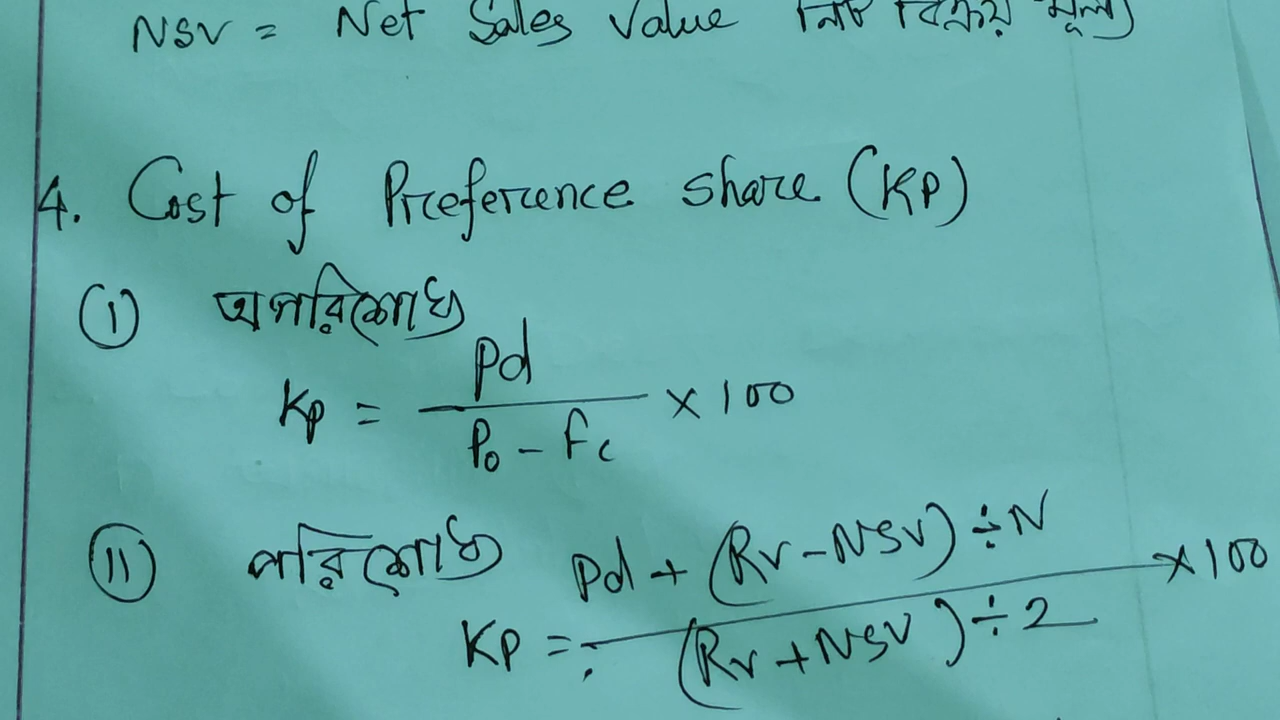 NSV = Net Sales Value নিট বিক্রয় মূল্য)
4. Cost of Preference share (KP)
(i) অপরিশোধ্য
Kp = Pd / (P₀ - Fc) × 100
(ii) পরিশোধ্য
KP = Pd + (Rv - NSV) ÷ N / (Rv + NSV) ÷ 2 × 100